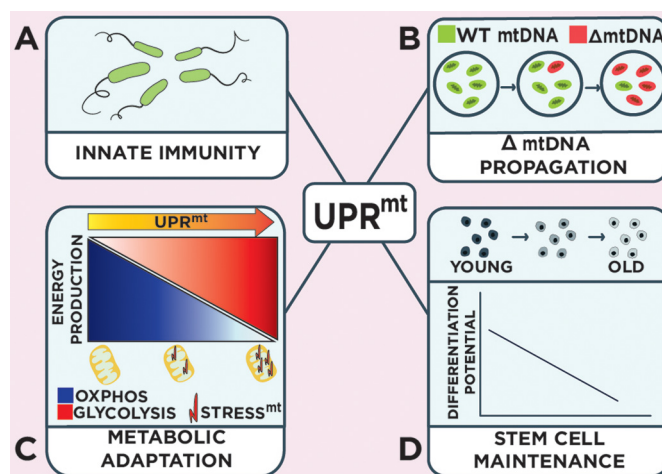 A
INNATE IMMUNITY
B
WT mtDNA ΔmtDNA
Δ mtDNA
PROPAGATION
UPRmt
C
UPRmt
ENERGY
PRODUCTION
OXPHOS
GLYCOLYSIS STRESSmt
METABOLIC
ADAPTATION
D
YOUNG OLD
DIFFERENTIATION
POTENTIAL
STEM CELL
MAINTENANCE